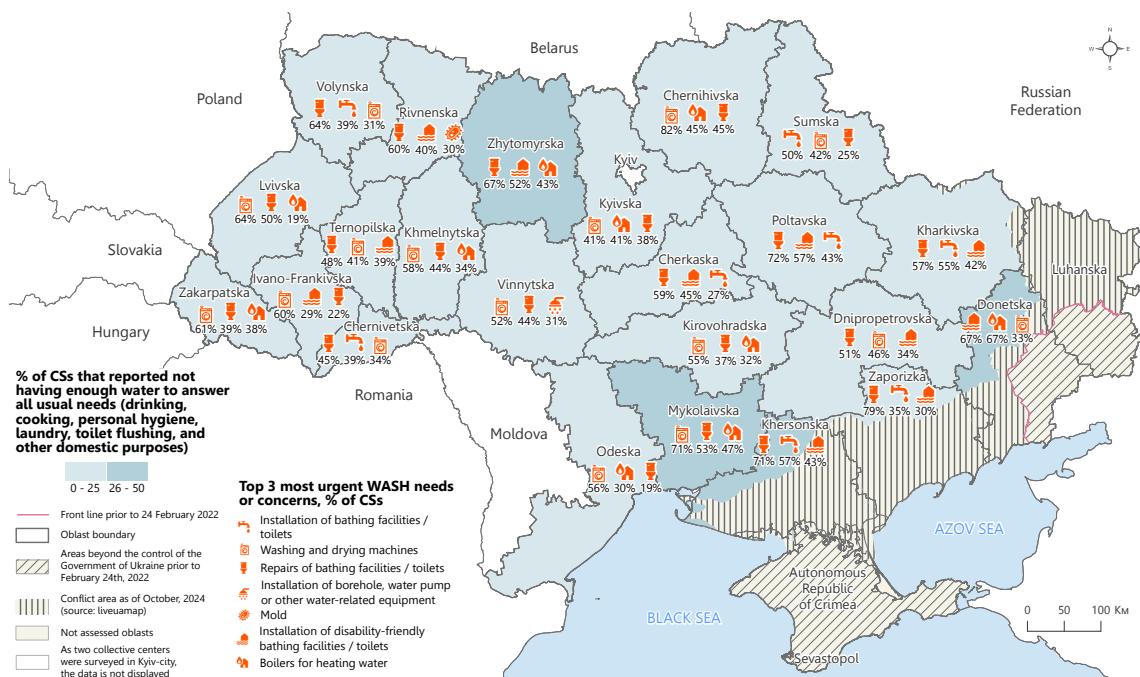 Belarus
Poland
Russian
Federation
Volynska
64% 39% 31%
Rivnenska
60% 40% 30%
Zhytomyrska
67% 52% 43%
Kyiv
Chernihivska
82% 45% 45%
Sumska
50% 42% 25%
Lvivska
64% 50% 19%
Ternopilska
48% 41% 39%
Khmelnytska
58% 44% 34%
Kyivska
41% 41% 38%
Poltavska
72% 57% 43%
Kharkivska
57% 55% 42%
Luhanska
Slovakia
Zakarpatska
61% 39% 38%
Ivano-Frankivska
60% 29% 22%
Vinnytska
52% 44% 31%
Cherkaska
59% 45% 27%
Donetska
67% 67% 33%
Hungary
Chernivetska
45% 39% 34%
Kirovohradska
55% 37% 32%
Dnipropetrovska
51% 46% 34%
Zaporizka
79% 35% 30%
Romania
Moldova
Mykolaivska
71% 53% 47%
Khersonska
71% 57% 43%
Odeska
56% 30% 19%
AZOV SEA
BLACK SEA
Autonomous
Republic
of Crimea
Sevastopol
N
W
E
S
0 50 100 KM
% of CSs that reported not
having enough water to answer
all usual needs (drinking,
cooking, personal hygiene,
laundry, toilet flushing, and
other domestic purposes)
0 - 25 26 - 50
Front line prior to 24 February 2022
Oblast boundary
Areas beyond the control of the
Government of Ukraine prior to
February 24th, 2022
Conflict area as of October, 2024
(source: liveuamap)
Not assessed oblasts
As two collective centers
were surveyed in Kyiv-city,
the data is not displayed
Top 3 most urgent WASH needs
or concerns, % of CSs
Installation of bathing facilities /
toilets
Washing and drying machines
Repairs of bathing facilities / toilets
Installation of borehole, water pump
or other water-related equipment
Mold
Installation of disability-friendly
bathing facilities / toilets
Boilers for heating water